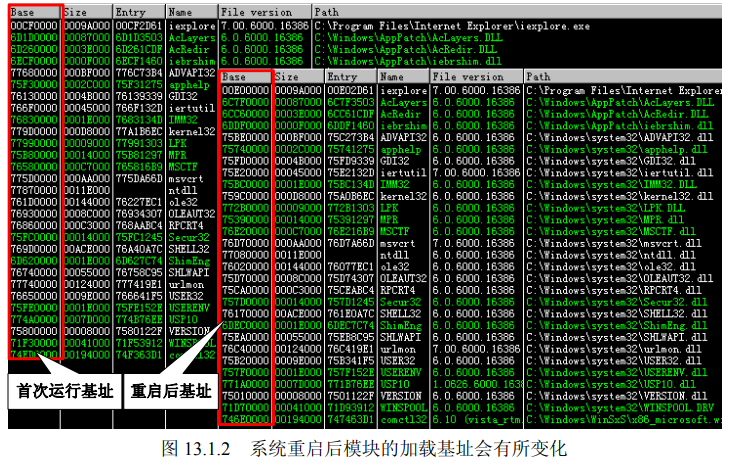 Base Size Entry Name File version Path
00CF0000 0009A000 00CF2D61 iexplore 7.00.6000.16386 C:\Program Files\Internet Explorer\iexplore.exe
6D1D0000 00087000 6D1D3503 AcLayers 6.0.6000.16386 C:\Windows\AppPatch\AcLayers.DLL
6D260000 0003E000 6D261CDF AcRedir 6.0.6000.16386 C:\Windows\AppPatch\AcRedir.DLL
6ECF0000 0000F000 6ECF1460 iebrshim 6.0.6000.16386 C:\Windows\AppPatch\iebrshim.dll
77680000 000BF000 776C73B4 ADVAPI32
75F30000 0002C000 75F31275 apphelp
76130000 0004B000 76139339 GDI32
766F0000 00045000 766F132D iertutil
76830000 0001E000 7683134D IMM32
779D0000 000D8000 77A1B6EC kernel32
77990000 00009000 77991303 LPK
75B80000 00014000 75B81297 MPR
76580000 000C7000 765816B9 MSCTF
775D0000 000AA000 775DA66D msvcrt
77870000 0011E000 ntdll
761D0000 00144000 76227EC1 ole32
76930000 0008C000 76934307 OLEAUT32
76860000 000C3000 768AABC4 RPCRT4
75FC0000 00014000 75FC1245 Secur32
769D0000 00ACE000 76A40A7C SHELL32
6D620000 0001E000 6D627C74 ShimEng
76740000 00055000 76758C95 SHLWAPI
77740000 00124000 777419E1 urlmon
76650000 0009E000 766641F5 USER32
75FE0000 0001E000 75FE152E USERENV
774A0000 0007D000 774B76EE USP10
75800000 00008000 7580122F VERSION
71F30000 00041000 71F53912 WINSPOOL
00194000 74F363D1 comctl32
Base Size Entry Name File version Path
00E00000 0009A000 00E02D61 iexplore 7.00.6000.16386 C:\Program Files\Internet Explorer
6C7F0000 00087000 6C7F3503 AcLayers 6.0.6000.16386 C:\Windows\AppPatch\AcLayers.DLL
6CC60000 0003E000 6CC61CDF AcRedir 6.0.6000.16386 C:\Windows\AppPatch\AcRedir.DLL
6DDF0000 0000F000 6DDF1460 iebrshim 6.0.6000.16386 C:\Windows\AppPatch\iebrshim.dll
75BE0000 000BF000 75C273B4 ADVAPI32 6.0.6000.16386 C:\Windows\system32\ADVAPI32.dll
75740000 0002C000 75741275 apphelp 6.0.6000.16386 C:\Windows\system32\apphelp.dll
75FD0000 0004B000 75FD9339 GDI32 6.0.6000.16386 C:\Windows\system32\GDI32.dll
75E20000 00045000 75E2132D iertutil 7.00.6000.16386 C:\Windows\system32\iertutil.dll
75BC0000 0001E000 75BC134D IMM32 6.0.6000.16386 C:\Windows\system32\IMM32.dll
759C0000 000D8000 75A0B6EC kernel32 6.0.6000.16386 C:\Windows\system32\kernel32.dll
772B0000 00009000 772B1303 LPK 6.0.6000.16386 C:\Windows\system32\LPK.DLL
75390000 00014000 75391297 MPR 6.0.6000.16386 C:\Windows\system32\MPR.dll
76E20000 000C7000 76E216B9 MSCTF 6.0.6000.16386 C:\Windows\system32\MSCTF.dll
76D70000 000AA000 76D7A66D msvcrt 7.0.6000.16386 C:\Windows\system32\msvcrt.dll
77080000 0011E000 ntdll 6.0.6000.16386 C:\Windows\system32\ntdll.dll
76020000 00144000 76077EC1 ole32 6.0.6000.16386 C:\Windows\system32\ole32.dll
75D70000 0008C000 75D74307 OLEAUT32 6.0.6000.16386 C:\Windows\system32\OLEAUT32.dll
75CA0000 000C3000 75CEABC4 RPCRT4 6.0.6000.16386 C:\Windows\system32\RPCRT4.dll
757D0000 00014000 757D1245 Secur32 6.0.6000.16386 C:\Windows\system32\Secur32.dll
76170000 00ACE000 761E0A7C SHELL32 6.0.6000.16386 C:\Windows\system32\SHELL32.dll
6DEC0000 0001E000 6DEC7C74 ShimEng 6.0.6000.16386 C:\Windows\system32\ShimEng.dll
75EA0000 00055000 75EB8C95 SHLWAPI 6.0.6000.16386 C:\Windows\system32\SHLWAPI.dll
76C40000 00124000 76C419E1 urlmon 7.00.6000.16386 C:\Windows\system32\urlmon.dll
75B20000 0009E000 75B341F5 USER32 6.0.6000.16386 C:\Windows\system32\USER32.dll
757F0000 0001E000 757F152E USERENV 6.0.6000.16386 C:\Windows\system32\USERENV.dll
771A0000 0007D000 771B76EE USP10 1.0626.6000.1638 C:\Windows\system32\USP10.dll
75010000 00008000 7501122F VERSION 6.0.6000.16386 C:\Windows\system32\VERSION.dll
71D70000 00041000 71D93912 WINSPOOL 6.0.6000.16386 C:\Windows\system32\WINSPOOL.DRV
746E0000 00194000 747463D1 comctl32 6.10 (vista_rtm C:\Windows\WinSxS\x86_microsoft.wi
首次运行基址
重启后基址
图 13.1.2 系统重启后模块的加载基址会有所变化